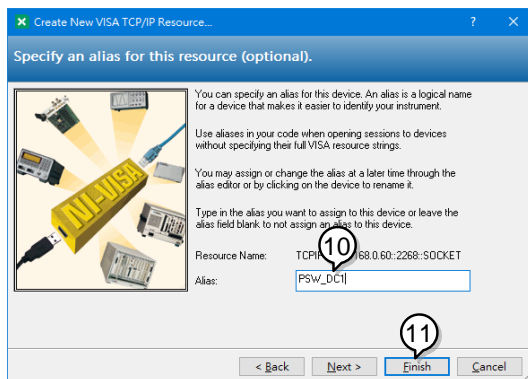 Create New VISA TCP/IP Resour...
Specify an alias for this resource (optional).
NI-VISA
You can specify an alias for this device. An alias is a logical name
for a device that makes it easier to identify your instrument.
Use aliases in your code when opening sessions to devices
without specifying their full VISA resource strings.
You may assign or change the alias at a later time through the
alias editor or by clicking on the device to rename it.
Type in the alias you want to assign to this device or leave the
alias field blank to not assign an alias to this device.
10
Resource Name: 68.0.60::2268::SOCKET
Alias: PSW_DC1
11
< Back Next > Finish Cancel